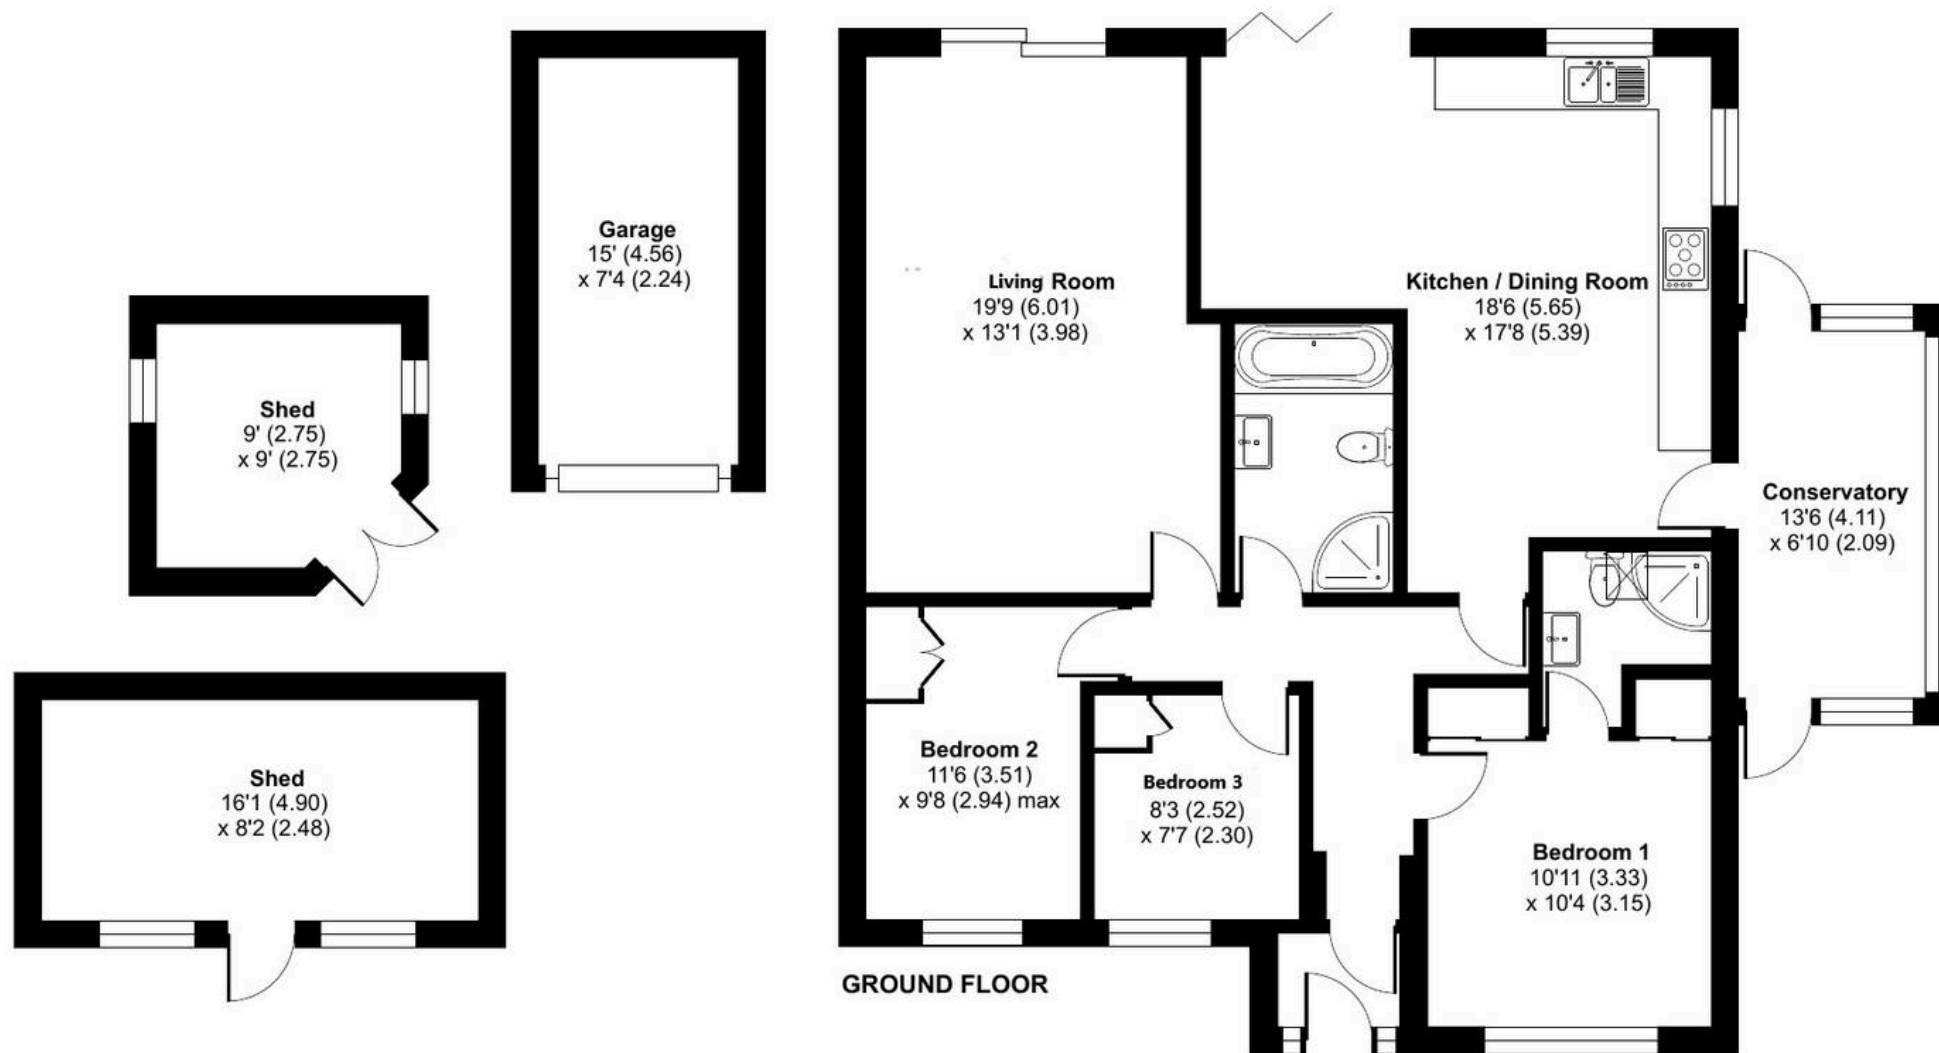 Garage
15' (4.56)
x 7'4 (2.24)
Shed
9' (2.75)
x 9' (2.75)
Living Room
19'9 (6.01)
x 13'1 (3.98)
Kitchen / Dining Room
18'6 (5.65)
x 17'8 (5.39)
Conservatory
13'6 (4.11)
x 6'10 (2.09)
Shed
16'1 (4.90)
x 8'2 (2.48)
Bedroom 2
11'6 (3.51)
x 9'8 (2.94) max
Bedroom 3
8'3 (2.52)
x 7'7 (2.30)
Bedroom 1
10'11 (3.33)
x 10'4 (3.15)
GROUND FLOOR